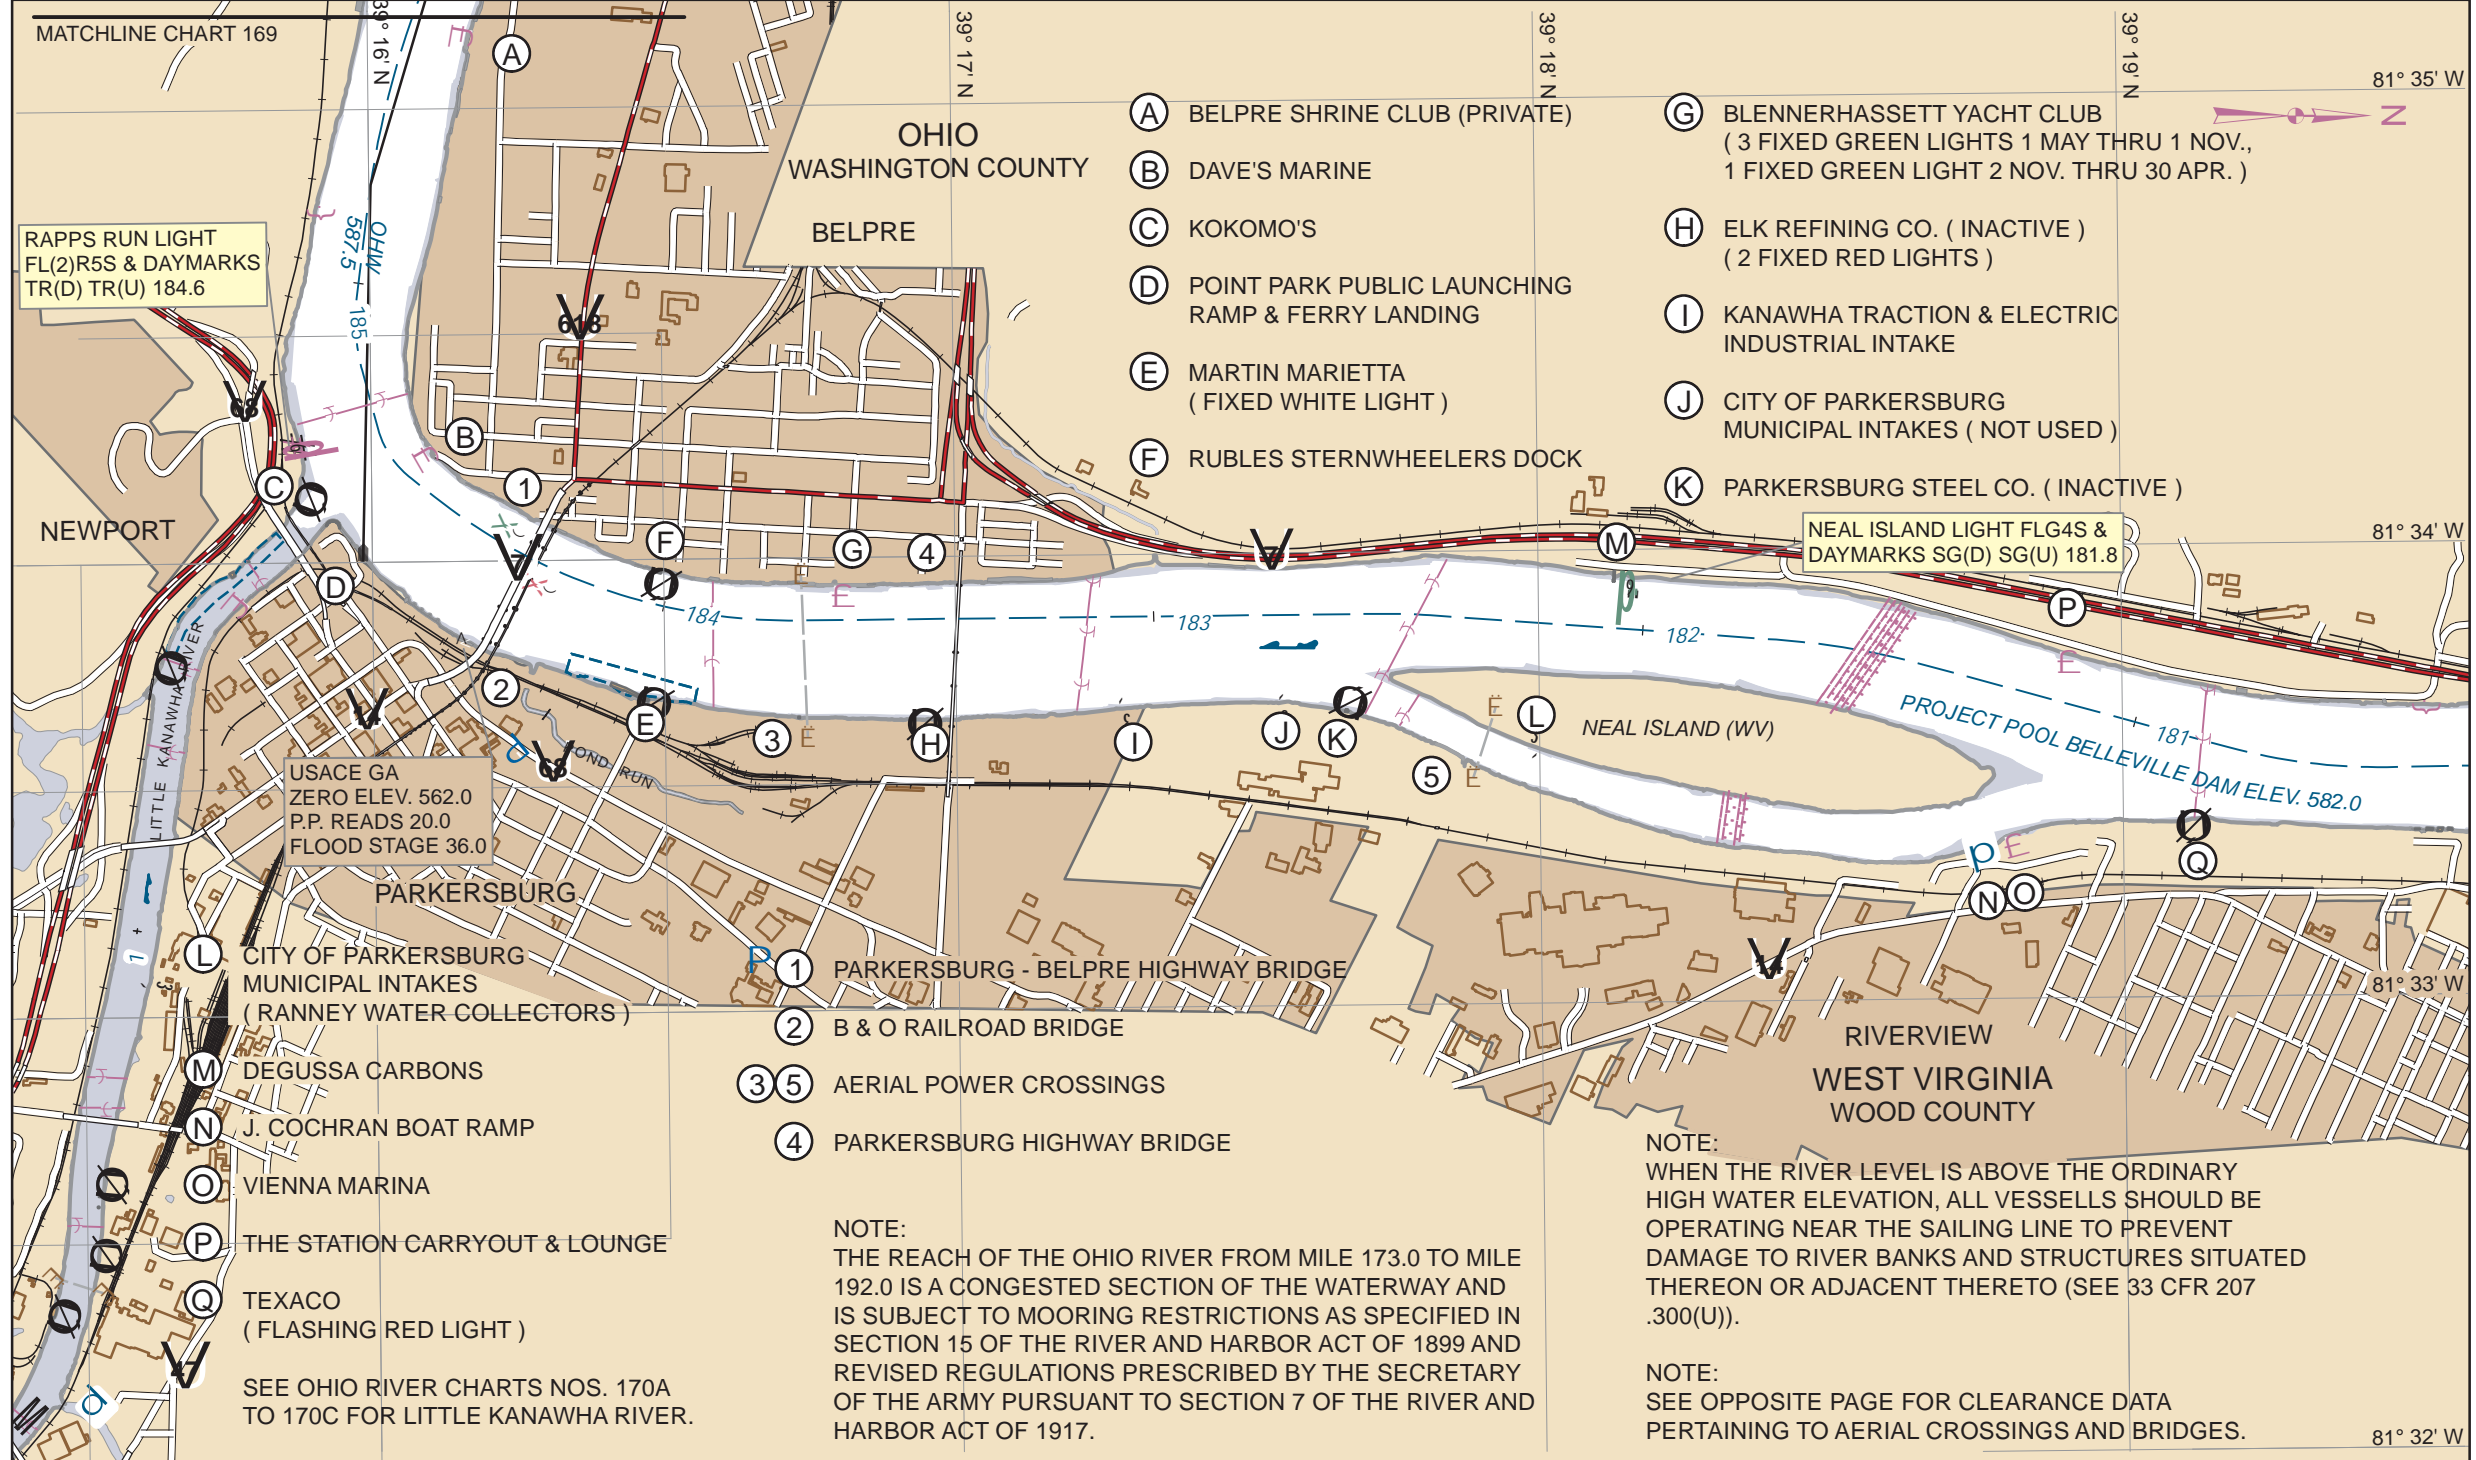 MATCHLINE CHART 169
39° 16' N
39° 17' N
39° 18' N
39° 19' N
81° 35' W
81° 34' W
81° 33' W
81° 32' W
N
OHIO
WASHINGTON COUNTY
BELPRE
A BELPRE SHRINE CLUB (PRIVATE)
B DAVE'S MARINE
C KOKOMO'S
D POINT PARK PUBLIC LAUNCHING
RAMP & FERRY LANDING
E MARTIN MARIETTA
( FIXED WHITE LIGHT )
F RUBLES STERNWHEELERS DOCK
G BLENNERHASSETT YACHT CLUB
( 3 FIXED GREEN LIGHTS 1 MAY THRU 1 NOV.,
1 FIXED GREEN LIGHT 2 NOV. THRU 30 APR. )
H ELK REFINING CO. ( INACTIVE )
( 2 FIXED RED LIGHTS )
I KANAWHA TRACTION & ELECTRIC
INDUSTRIAL INTAKE
J CITY OF PARKERSBURG
MUNICIPAL INTAKES ( NOT USED )
K PARKERSBURG STEEL CO. ( INACTIVE )
RAPPS RUN LIGHT
FL(2)R5S & DAYMARKS
TR(D) TR(U) 184.6
OHW
587.5
185
NEWPORT
NEAL ISLAND LIGHT FLG4S &
DAYMARKS SG(D) SG(U) 181.8
A
B
C
D
E
F
G
H
I
J
K
L
M
N
O
P
Q
1
2
3
4
5
618
68
7
14
68
7
14
47
184
183
182
181
LITTLE KANAWHA RIVER
1
POND RUN
NEAL ISLAND (WV)
PROJECT POOL BELLEVILLE DAM ELEV. 582.0
USACE GA
ZERO ELEV. 562.0
P.P. READS 20.0
FLOOD STAGE 36.0
PARKERSBURG
L CITY OF PARKERSBURG
MUNICIPAL INTAKES
( RANNEY WATER COLLECTORS )
M DEGUSSA CARBONS
N J. COCHRAN BOAT RAMP
O VIENNA MARINA
P THE STATION CARRYOUT & LOUNGE
Q TEXACO
( FLASHING RED LIGHT )
SEE OHIO RIVER CHARTS NOS. 170A
TO 170C FOR LITTLE KANAWHA RIVER.
1 PARKERSBURG - BELPRE HIGHWAY BRIDGE
2 B & O RAILROAD BRIDGE
3 5 AERIAL POWER CROSSINGS
4 PARKERSBURG HIGHWAY BRIDGE
NOTE:
THE REACH OF THE OHIO RIVER FROM MILE 173.0 TO MILE
192.0 IS A CONGESTED SECTION OF THE WATERWAY AND
IS SUBJECT TO MOORING RESTRICTIONS AS SPECIFIED IN
SECTION 15 OF THE RIVER AND HARBOR ACT OF 1899 AND
REVISED REGULATIONS PRESCRIBED BY THE SECRETARY
OF THE ARMY PURSUANT TO SECTION 7 OF THE RIVER AND
HARBOR ACT OF 1917.
RIVERVIEW
WEST VIRGINIA
WOOD COUNTY
NOTE:
WHEN THE RIVER LEVEL IS ABOVE THE ORDINARY
HIGH WATER ELEVATION, ALL VESSELLS SHOULD BE
OPERATING NEAR THE SAILING LINE TO PREVENT
DAMAGE TO RIVER BANKS AND STRUCTURES SITUATED
THEREON OR ADJACENT THERETO (SEE 33 CFR 207
.300(U)).
NOTE:
SEE OPPOSITE PAGE FOR CLEARANCE DATA
PERTAINING TO AERIAL CROSSINGS AND BRIDGES.